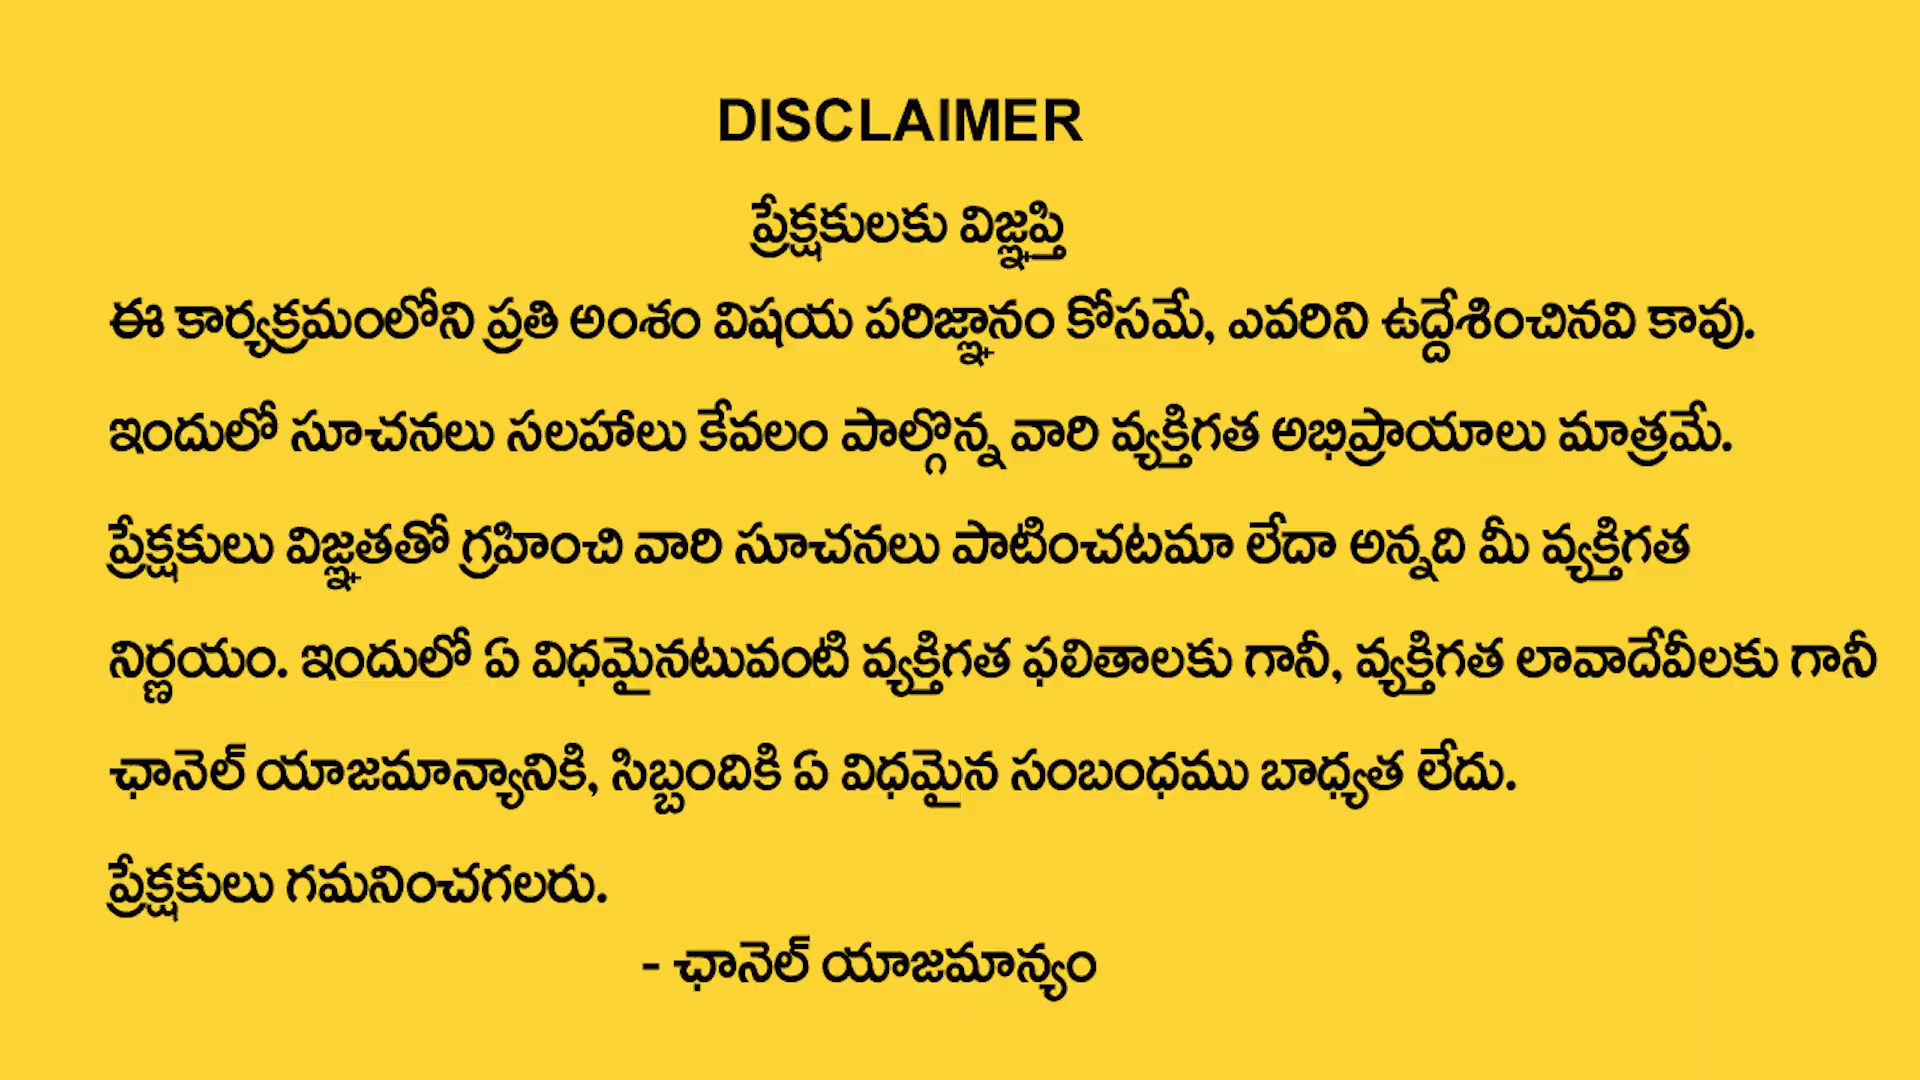 DISCLAIMER
ప్రేక్షకులకు విజ్ఞప్తి
ఈ కార్యక్రమంలోని ప్రతి అంశం విషయ పరిజ్ఞానం కోసమే, ఎవరిని ఉద్దేశించినవి కావు.
ఇందులో సూచనలు సలహాలు కేవలం పాల్గొన్న వారి వ్యక్తిగత అభిప్రాయాలు మాత్రమే.
ప్రేక్షకులు విజ్ఞతతో గ్రహించి వారి సూచనలు పాటించటమా లేదా అన్నది మీ వ్యక్తిగత
నిర్ణయం. ఇందులో ఏ విధమైనటువంటి వ్యక్తిగత ఫలితాలకు గానీ, వ్యక్తిగత లావాదేవీలకు గానీ
ఛానెల్ యాజమాన్యానికి, సిబ్బందికి ఏ విధమైన సంబంధము బాధ్యత లేదు.
ప్రేక్షకులు గమనించగలరు.
- ఛానెల్ యాజమాన్యం